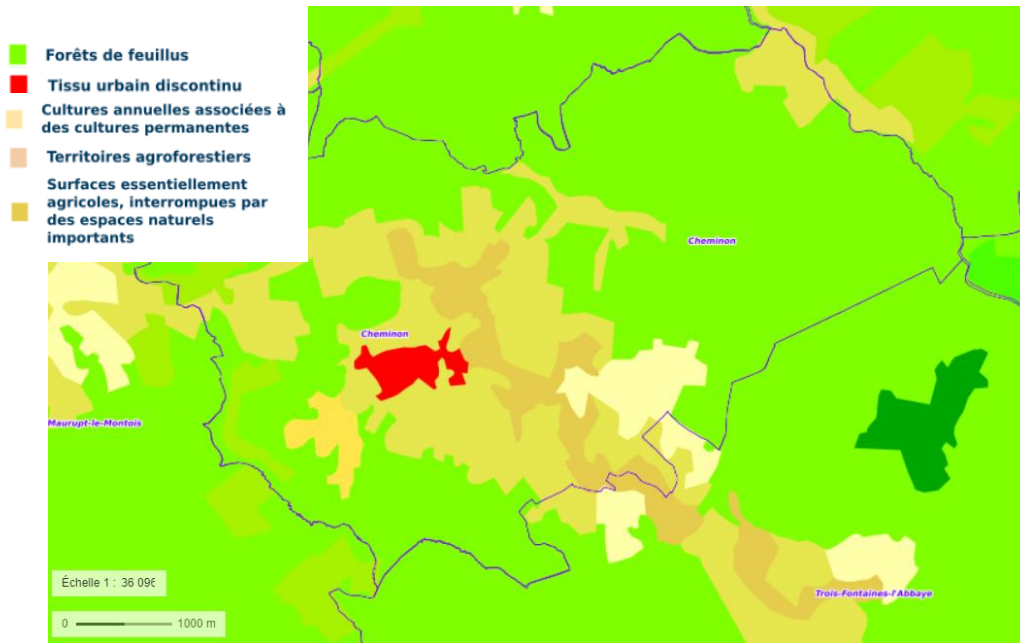 Forêts de feuillus
Tissu urbain discontinu
Cultures annuelles associées à
des cultures permanentes
Territoires agroforestiers
Surfaces essentiellement
agricoles, interrompues par
des espaces naturels
importants
Cheminon
Cheminon
Maurupt-le-Montois
Trois-Fontaines-l'Abbaye
Échelle 1 : 36 096
0 1000 m